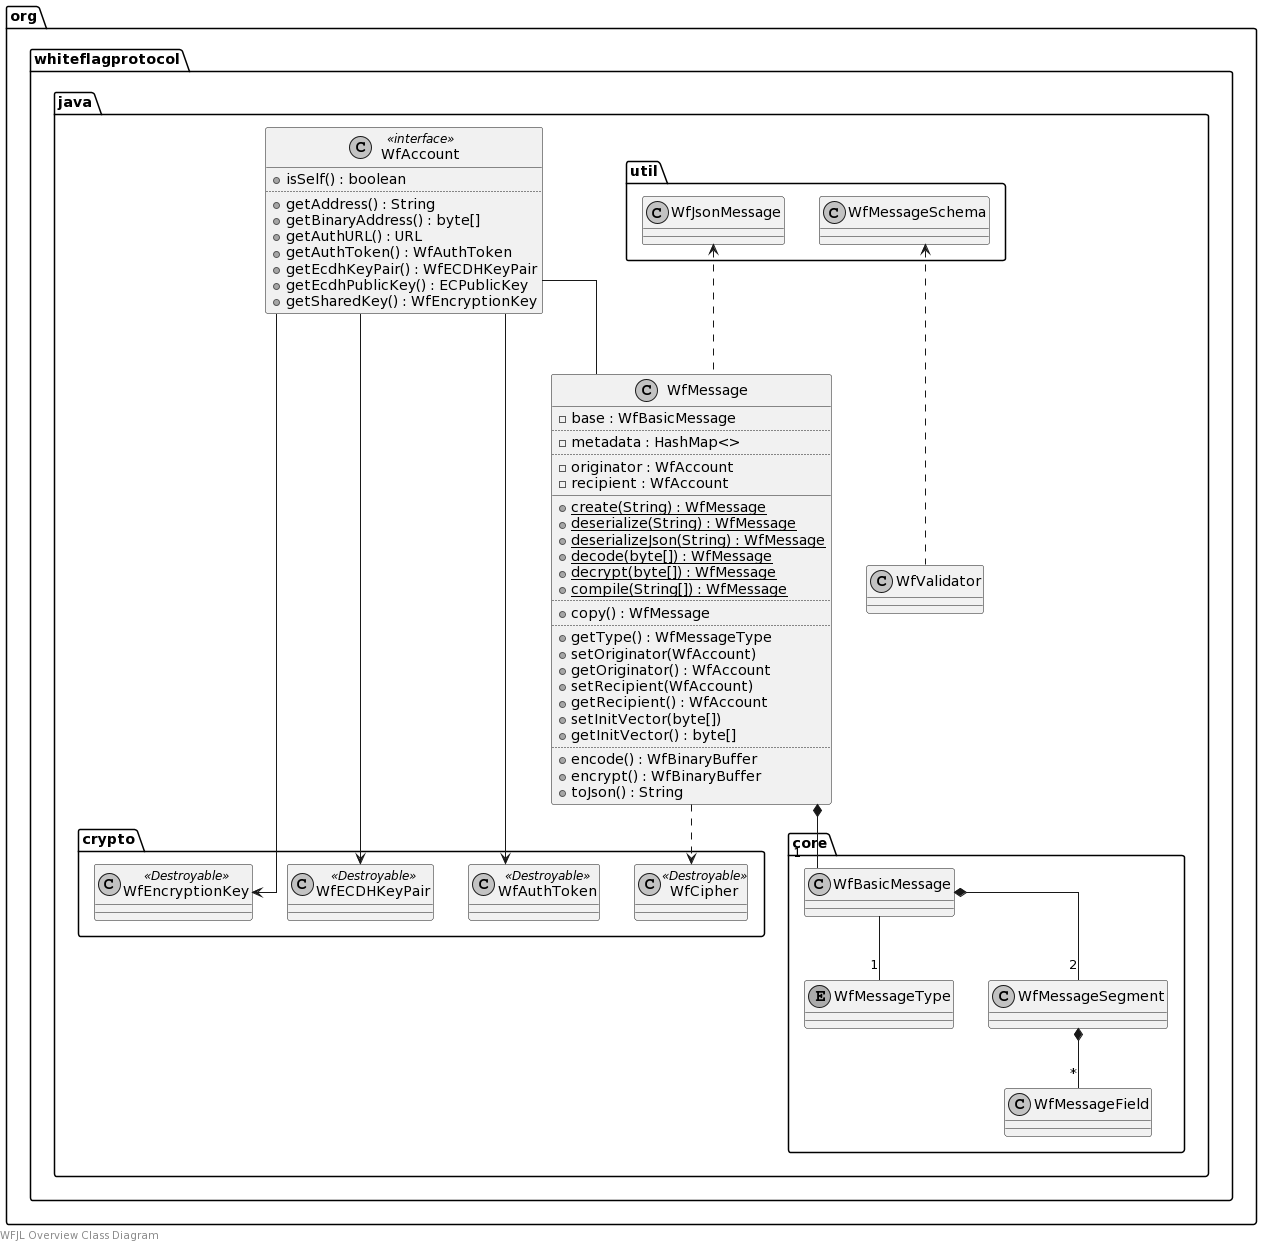 org
whiteflagprotocol
java
«interface»
C WfAccount
isSelf() : boolean
getAddress() : String
getBinaryAddress() : byte[]
getAuthURL() : URL
getAuthToken() : WfAuthToken
getEcdhKeyPair() : WfECDHKeyPair
getEcdhPublicKey() : ECPublicKey
getSharedKey() : WfEncryptionKey
util
C WfJsonMessage
C WfMessageSchema
C WfMessage
base : WfBasicMessage
metadata : HashMap<>
originator : WfAccount
recipient : WfAccount
create(String) : WfMessage
deserialize(String) : WfMessage
deserializeJson(String) : WfMessage
decode(byte[]) : WfMessage
decrypt(byte[]) : WfMessage
compile(String[]) : WfMessage
copy() : WfMessage
getType() : WfMessageType
setOriginator(WfAccount)
getOriginator() : WfAccount
setRecipient(WfAccount)
getRecipient() : WfAccount
setInitVector(byte[])
getInitVector() : byte[]
encode() : WfBinaryBuffer
encrypt() : WfBinaryBuffer
toJson() : String
C WfValidator
crypto
«Destroyable»
C WfEncryptionKey
«Destroyable»
C WfECDHKeyPair
«Destroyable»
C WfAuthToken
«Destroyable»
C WfCipher
core
1
C WfBasicMessage
1
2
E WfMessageType
C WfMessageSegment
*
C WfMessageField
WFJL Overview Class Diagram